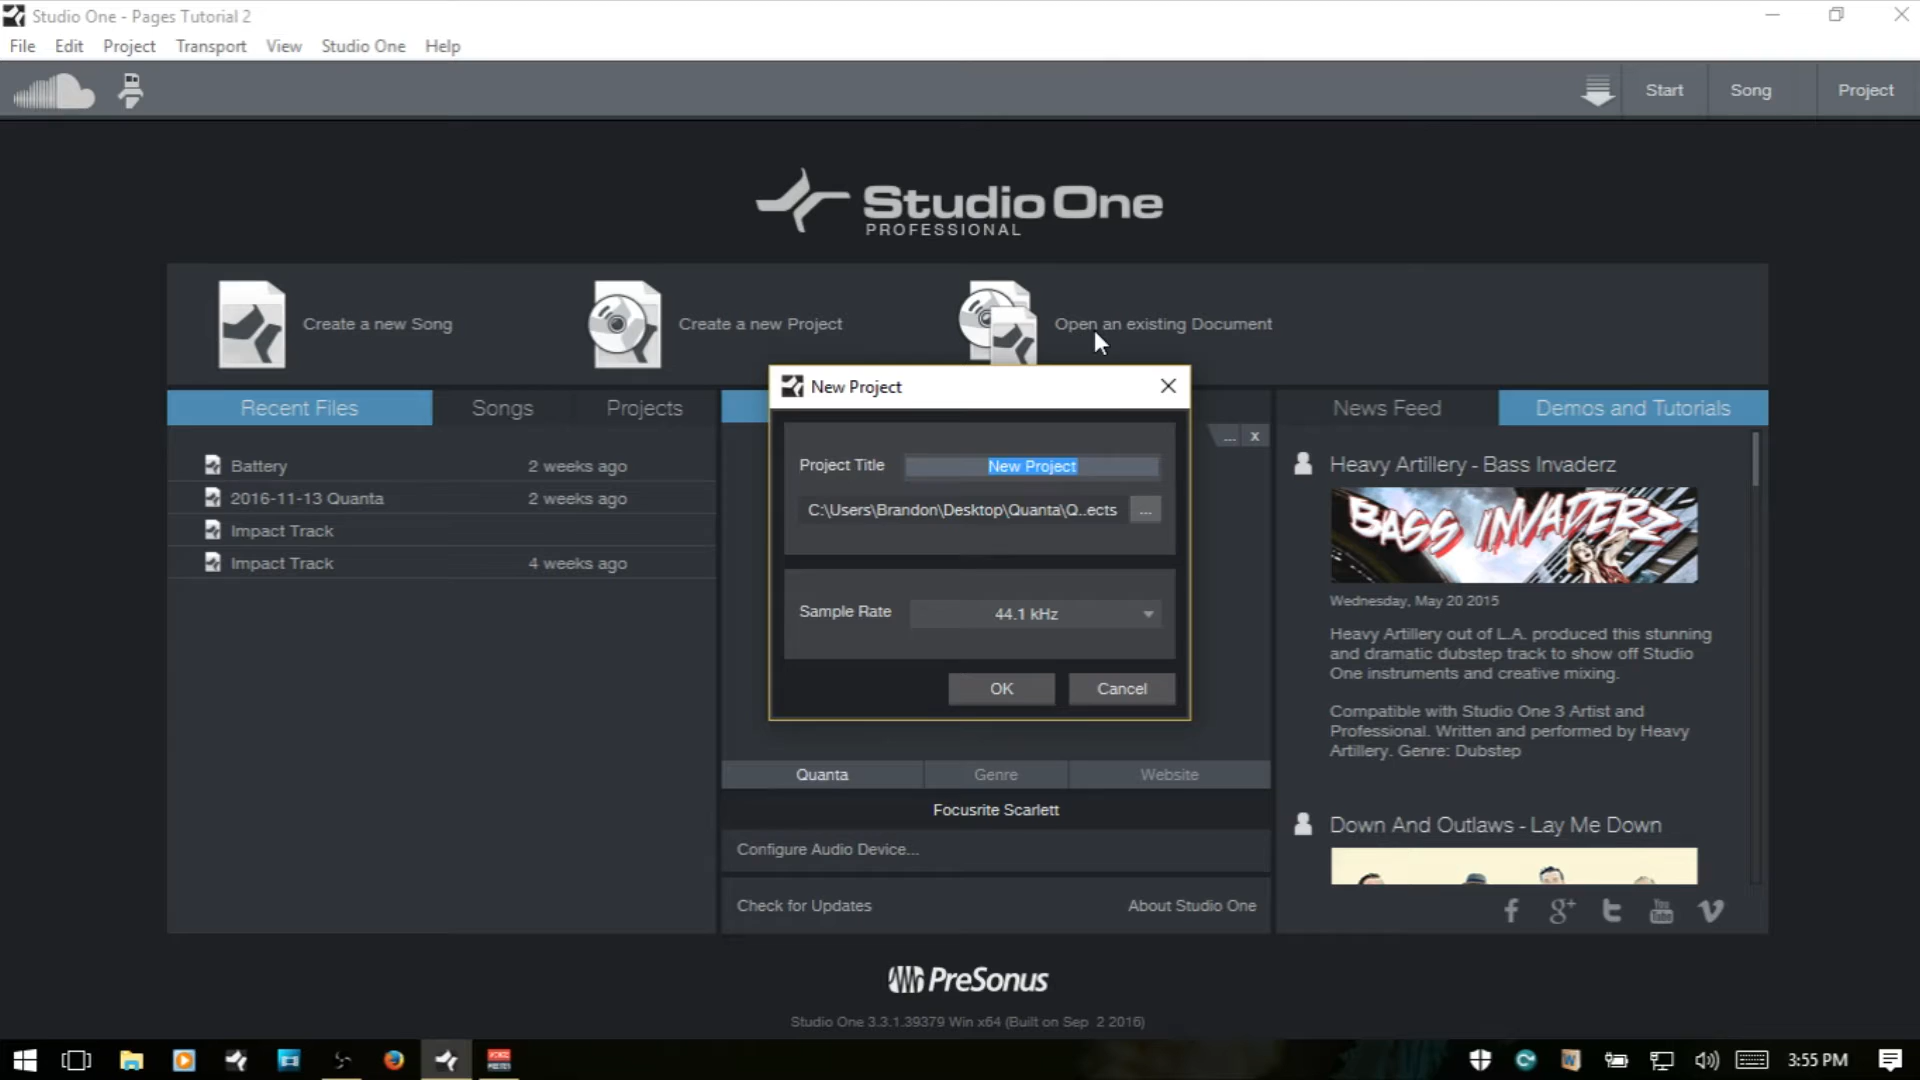 Studio One - Pages Tutorial 2
File Edit Project Transport View Studio One Help
Start Song Project
Studio One
PROFESSIONAL
Create a new Song
Create a new Project
Open an existing Document
New Project
Project Title New Project
C:\Users\Brandon\Desktop\Quanta\Q..ects ...
Sample Rate 44.1 kHz
OK Cancel
Recent Files Songs Projects
Battery 2 weeks ago
2016-11-13 Quanta 2 weeks ago
Impact Track
Impact Track 4 weeks ago
... x
Quanta Genre Website
Focusrite Scarlett
Configure Audio Device...
Check for Updates About Studio One
News Feed Demos and Tutorials
Heavy Artillery - Bass Invaderz
BASS INVADERZ
Wednesday, May 20 2015
Heavy Artillery out of L.A. produced this stunning
and dramatic dubstep track to show off Studio
One instruments and creative mixing.
Compatible with Studio One 3 Artist and
Professional. Written and performed by Heavy
Artillery. Genre: Dubstep
Down And Outlaws - Lay Me Down
PreSonus
Studio One 3.3.1.39379 Win x64 (Built on Sep 2 2016)
3:55 PM